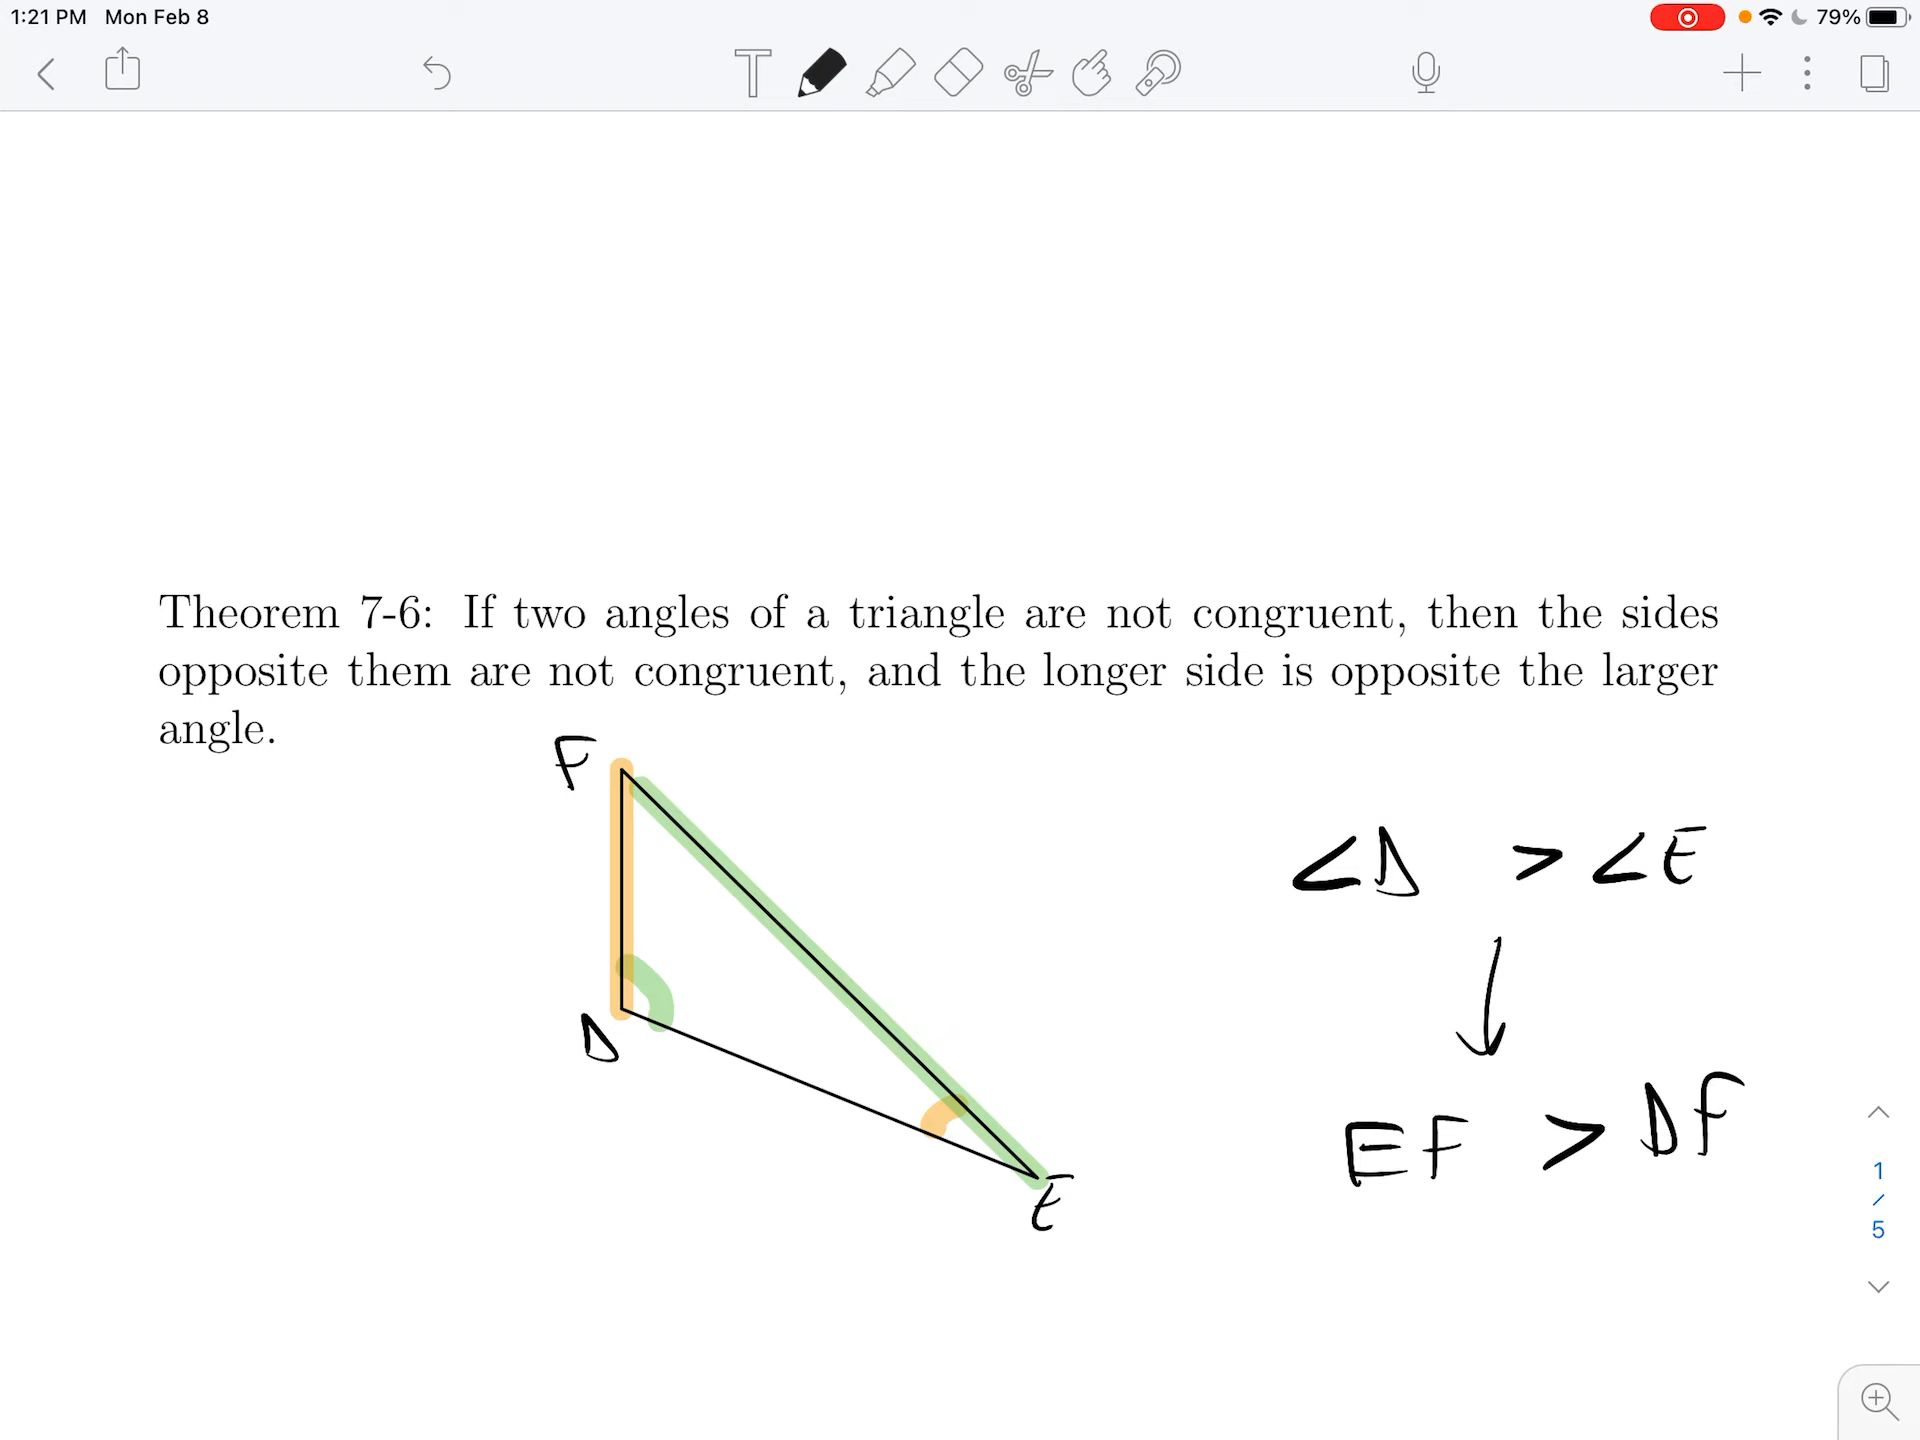 1:21 PM Mon Feb 8
79%
T
Theorem 7-6: If two angles of a triangle are not congruent, then the sides
opposite them are not congruent, and the longer side is opposite the larger
angle.
F
∠D > ∠E
D
EF > DF
E
1
/
5